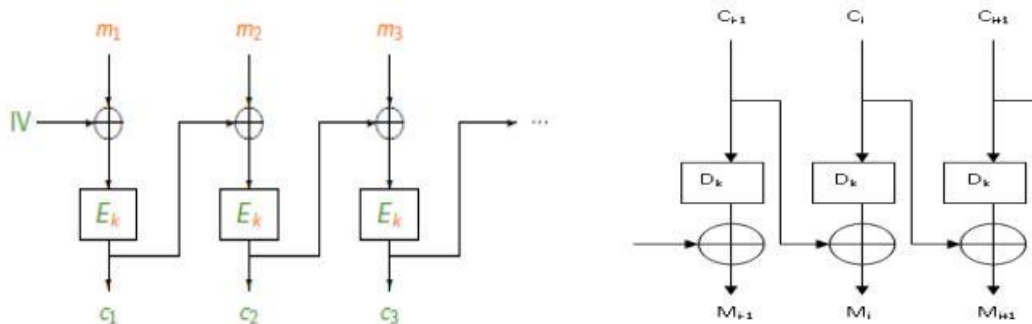 m₁ m₂ m₃
IV
...
Eₖ Eₖ Eₖ
c₁ c₂ c₃
Cᵢ₋₁ Cᵢ Cᵢ₊₁
Dₖ Dₖ Dₖ
Mᵢ₋₁ Mᵢ Mᵢ₊₁